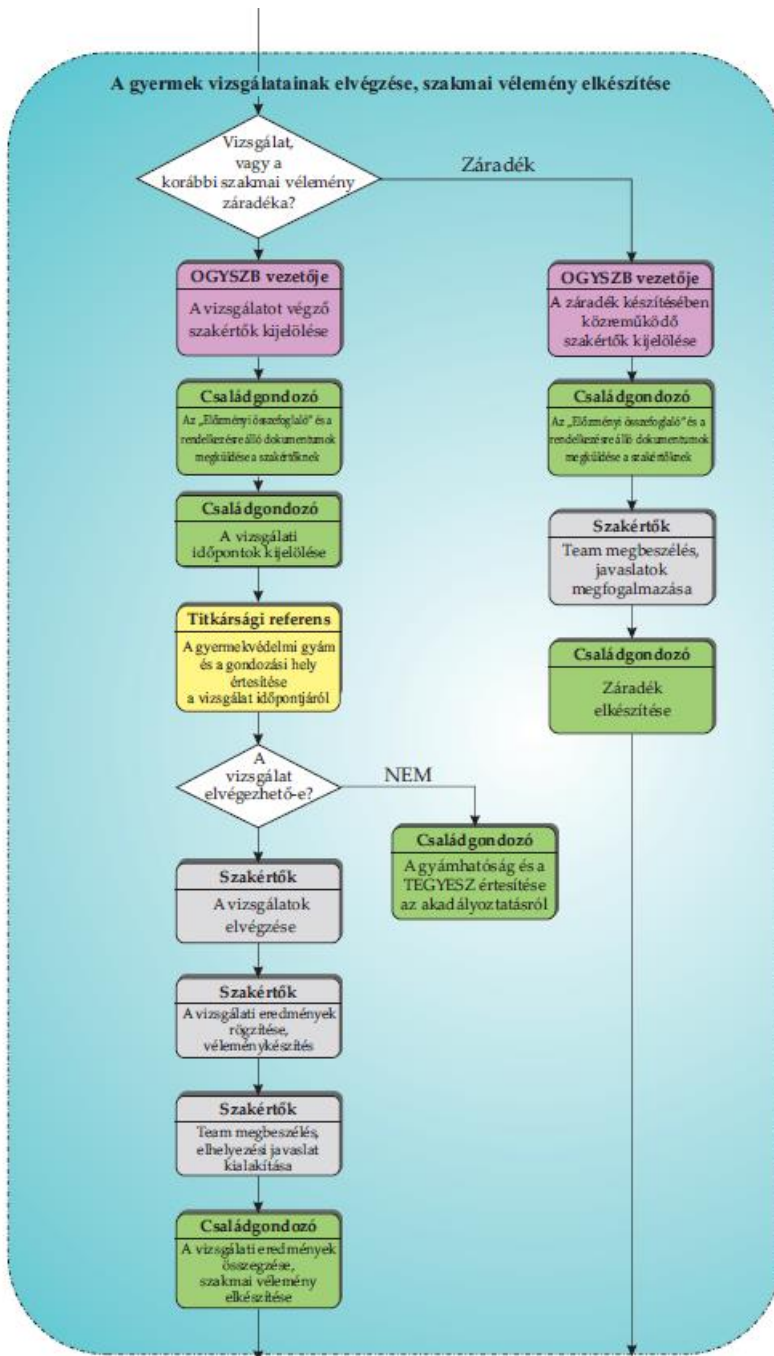 A gyermek vizsgálatainak elvégzése, szakmai vélemény elkészítése
Vizsgálat,
vagy a
korábbi szakmai vélemény
záradéka?
Záradék
OGYSZB vezetője
A vizsgálatot végző
szakértők kijelölése
Családgondozó
Az „Előzményi összefoglaló” és a
rendelkezésre álló dokumentumok
megküldése a szakértőknek
Családgondozó
A vizsgálati
időpontok kijelölése
Titkársági referens
A gyermekvédelmi gyám
és a gondozási hely
értesítése
a vizsgálat időpontjáról
A
vizsgálat
elvégezhető-e?
NEM
Családgondozó
A gyámhatóság és a
TEGYESZ értesítése
az akadályoztatásról
Szakértők
A vizsgálatok
elvégzése
Szakértők
A vizsgálati eredmények
rögzítése,
véleménykészítés
Szakértők
Team megbeszélés,
elhelyezési javaslat
kialakítása
Családgondozó
A vizsgálati eredmények
összegzése,
szakmai vélemény
elkészítése
OGYSZB vezetője
A záradék készítésében
közreműködő
szakértők kijelölése
Családgondozó
Az „Előzményi összefoglaló” és a
rendelkezésre álló dokumentumok
megküldése a szakértőknek
Szakértők
Team megbeszélés,
javaslatok
megfogalmazása
Családgondozó
Záradék
elkészítése